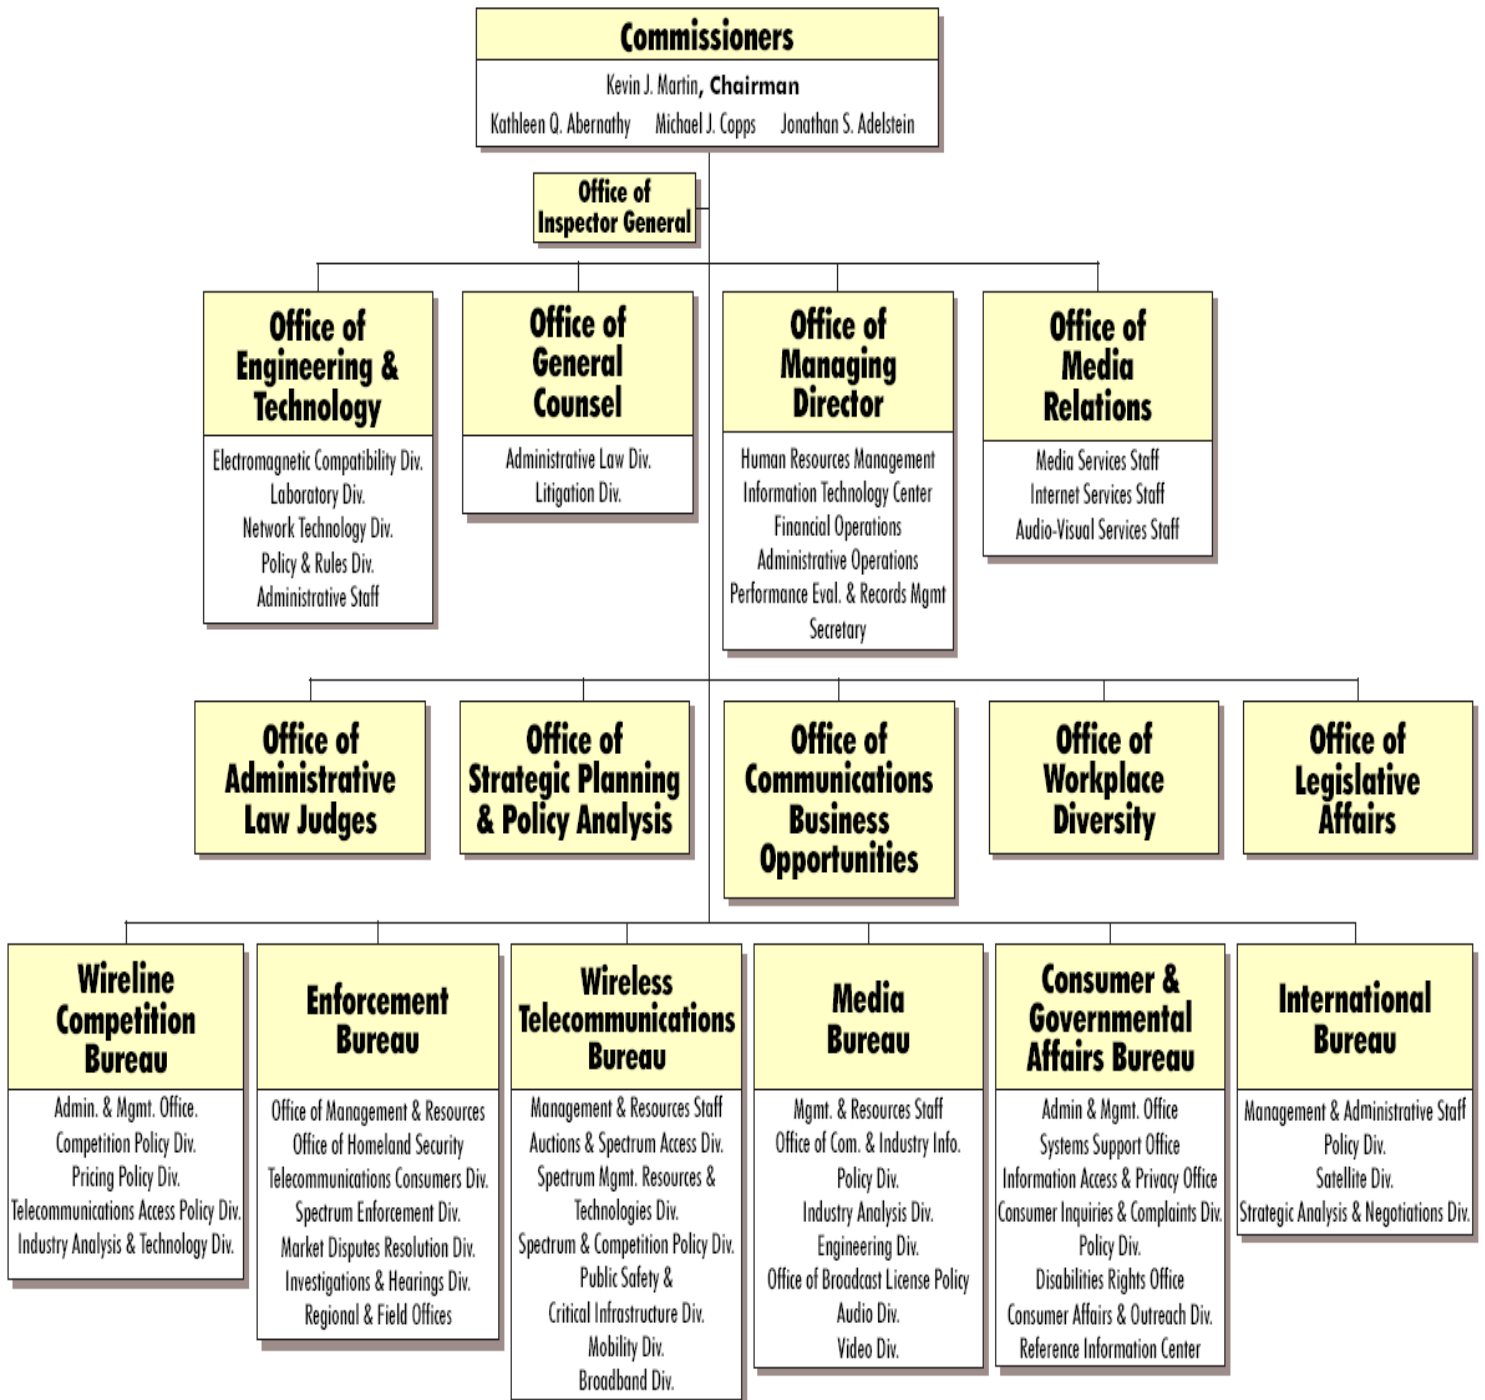 Commissioners
Kevin J. Martin, Chairman
Kathleen Q. Abernathy Michael J. Copps Jonathan S. Adelstein
Office of
Inspector General
Office of
Engineering &
Technology
Electromagnetic Compatibility Div.
Laboratory Div.
Network Technology Div.
Policy & Rules Div.
Administrative Staff
Office of
General
Counsel
Administrative Law Div.
Litigation Div.
Office of
Managing
Director
Human Resources Management
Information Technology Center
Financial Operations
Administrative Operations
Performance Eval. & Records Mgmt
Secretary
Office of
Media
Relations
Media Services Staff
Internet Services Staff
Audio-Visual Services Staff
Office of
Administrative
Law Judges
Office of
Strategic Planning
& Policy Analysis
Office of
Communications
Business
Opportunities
Office of
Workplace
Diversity
Office of
Legislative
Affairs
Wireline
Competition
Bureau
Admin. & Mgmt. Office.
Competition Policy Div.
Pricing Policy Div.
Telecommunications Access Policy Div.
Industry Analysis & Technology Div.
Enforcement
Bureau
Office of Management & Resources
Office of Homeland Security
Telecommunications Consumers Div.
Spectrum Enforcement Div.
Market Disputes Resolution Div.
Investigations & Hearings Div.
Regional & Field Offices
Wireless
Telecommunications
Bureau
Management & Resources Staff
Auctions & Spectrum Access Div.
Spectrum Mgmt. Resources &
Technologies Div.
Spectrum & Competition Policy Div.
Public Safety &
Critical Infrastructure Div.
Mobility Div.
Broadband Div.
Media
Bureau
Mgmt. & Resources Staff
Office of Com. & Industry Info.
Policy Div.
Industry Analysis Div.
Engineering Div.
Office of Broadcast License Policy
Audio Div.
Video Div.
Consumer &
Governmental
Affairs Bureau
Admin & Mgmt. Office
Systems Support Office
Information Access & Privacy Office
Consumer Inquiries & Complaints Div.
Policy Div.
Disabilities Rights Office
Consumer Affairs & Outreach Div.
Reference Information Center
International
Bureau
Management & Administrative Staff
Policy Div.
Satellite Div.
Strategic Analysis & Negotiations Div.